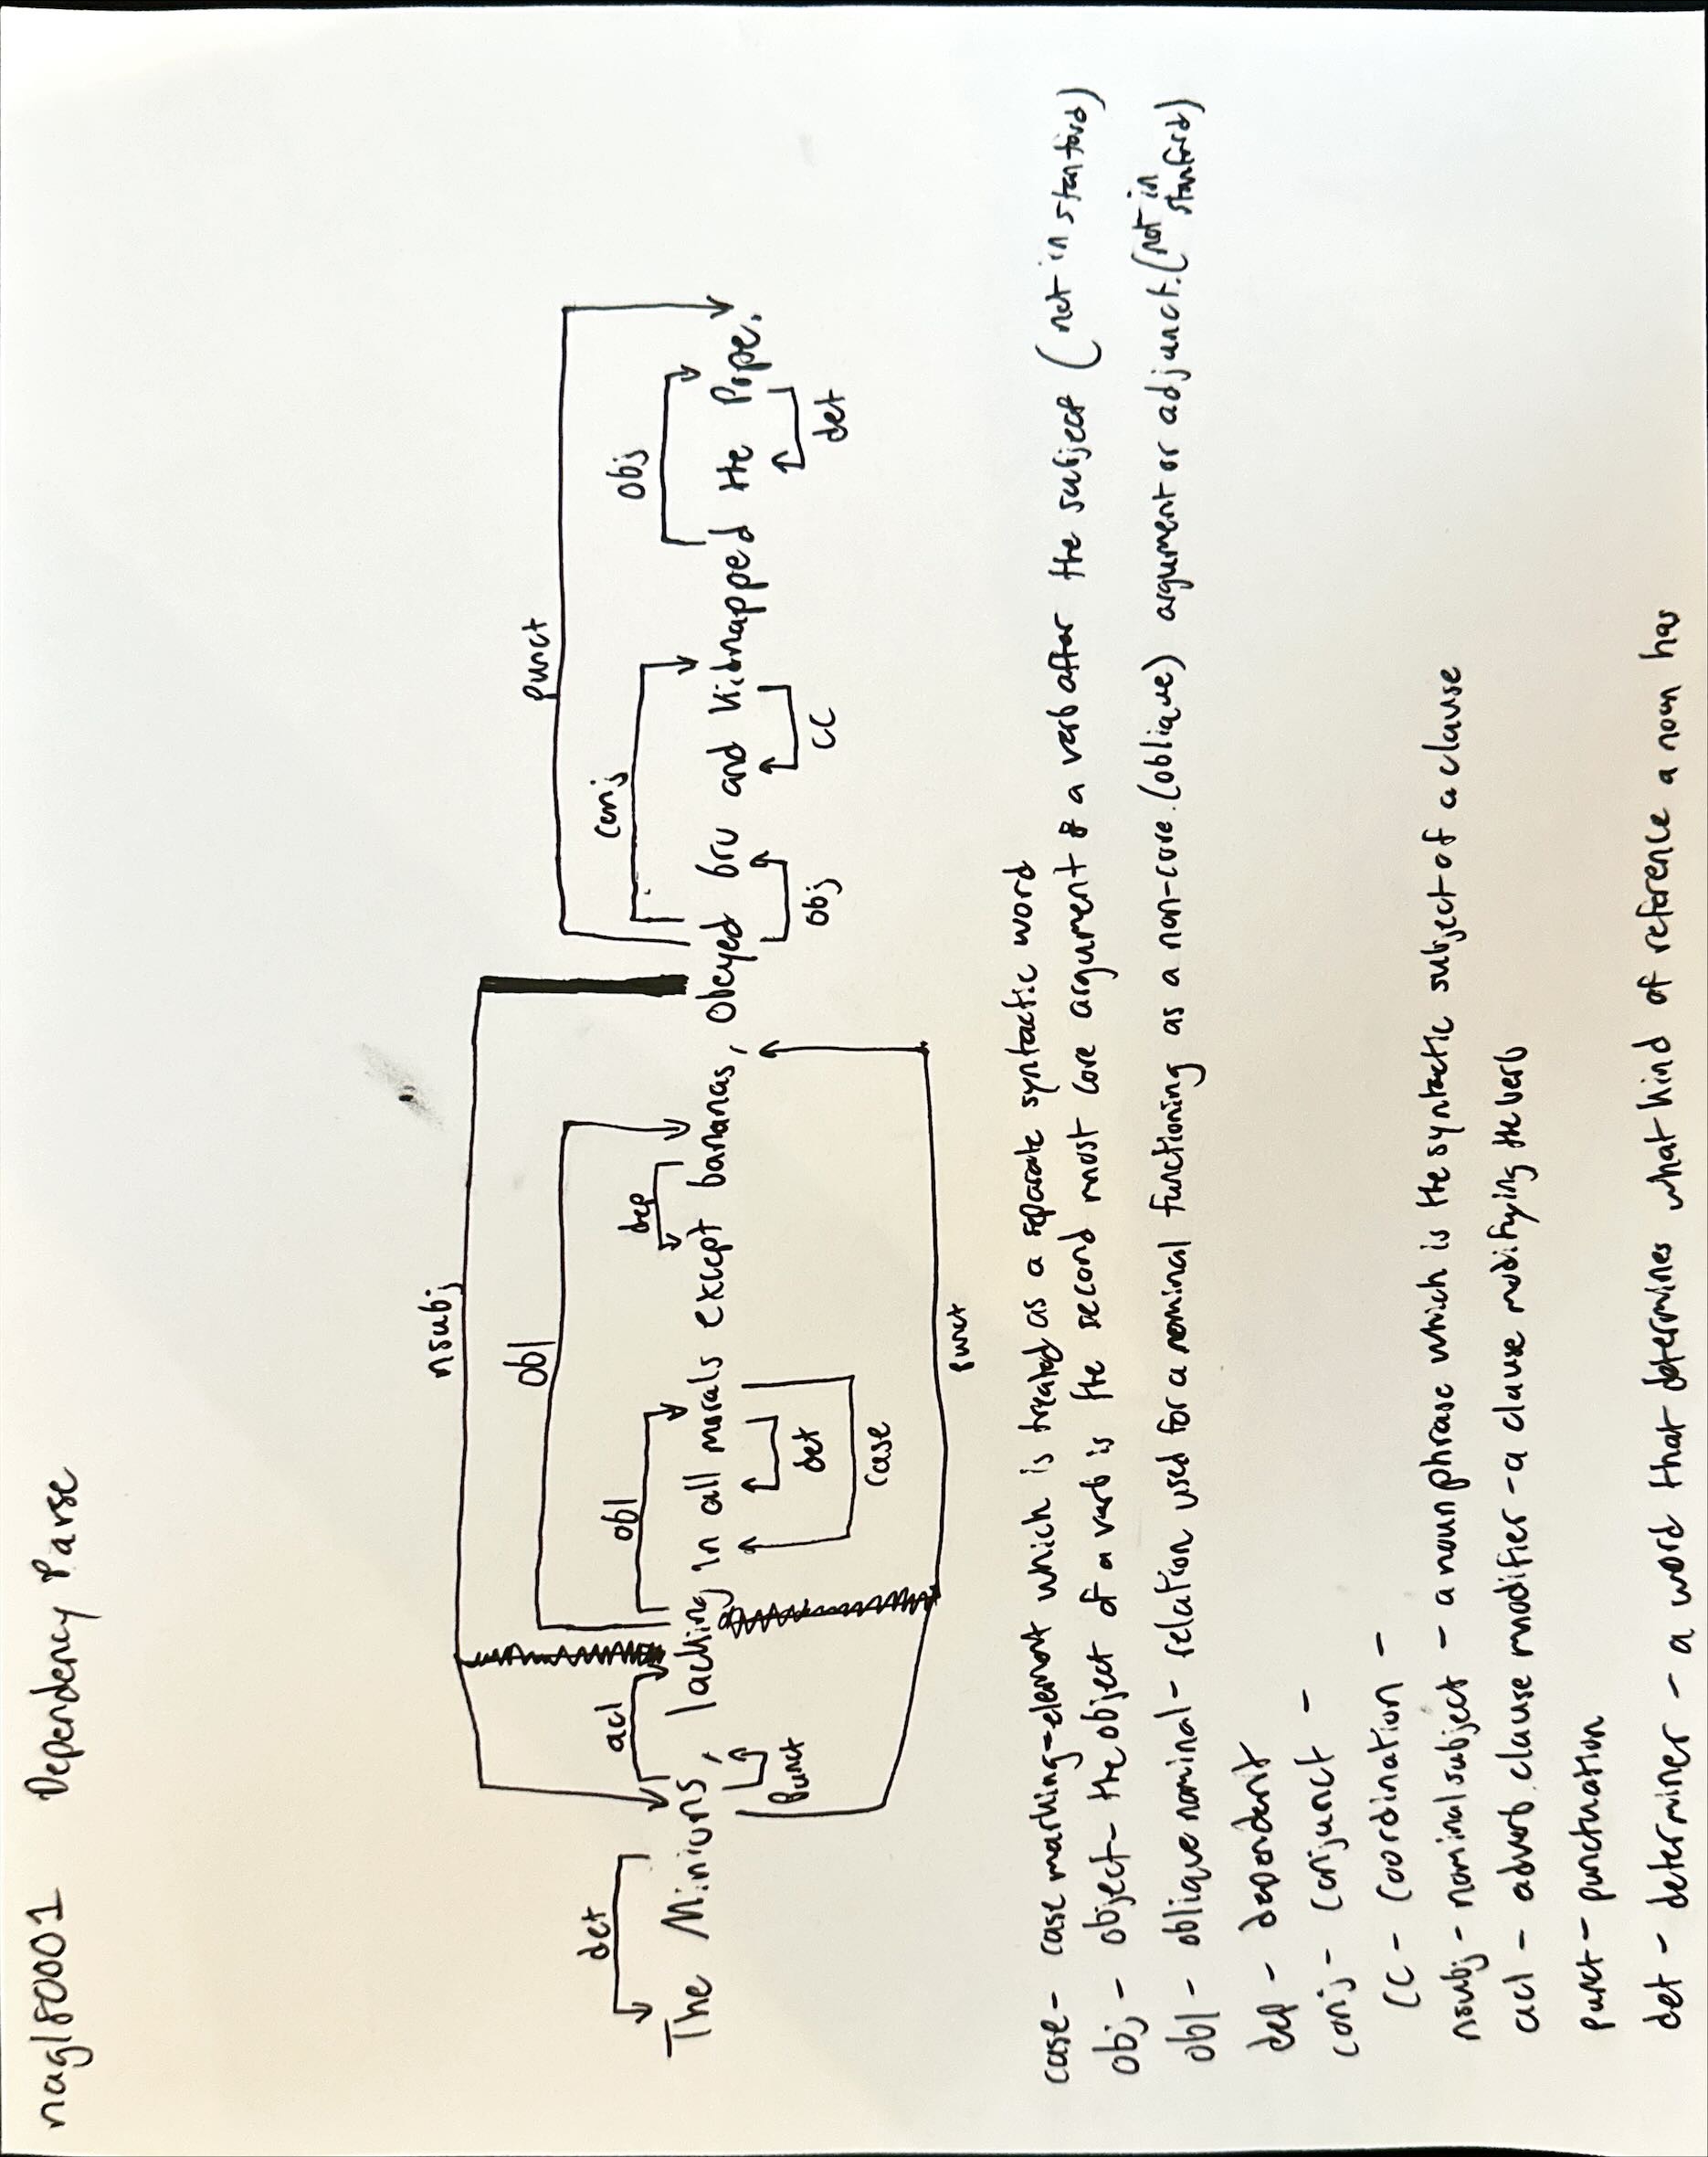 nag180001 Dependency Parse
nsubj
punct
obl
det acl obl dep conj obj
The Minions, lacking in all morals except bananas, obeyed Gru and kidnapped the Pope.
punct det obj cc det
case
punct
case - case marking - element which is treated as a separate syntactic word
obj - object - the object of a verb is the second most core argument of a verb after the subject (not in stanford)
obl - oblique nominal - relation used for a nominal functioning as a non-core (oblique) argument or adjunct. (not in stanford)
dep - dependent
conj - conjunct -
CC - coordination -
nsubj - nominal subject - a noun phrase which is the syntactic subject of a clause
acl - adverb clause modifier - a clause modifying the verb
punct - punctuation
det - determiner - a word that determines what kind of reference a noun has